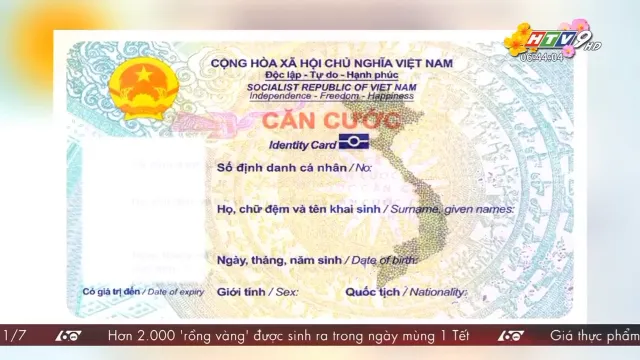 HTV9 HD
06:44:04
CỘNG HÒA XÃ HỘI CHỦ NGHĨA VIỆT NAM
Độc lập - Tự do - Hạnh phúc
SOCIALIST REPUBLIC OF VIET NAM
Independence - Freedom - Happiness
CĂN CƯỚC
Identity Card
Số định danh cá nhân / No:
Họ, chữ đệm và tên khai sinh / Surname, given names:
Ngày, tháng, năm sinh / Date of birth:
Có giá trị đến / Date of expiry
Giới tính / Sex:
Quốc tịch / Nationality:
1/7 Hơn 2.000 'rồng vàng' được sinh ra trong ngày mùng 1 Tết Giá thực phẩm